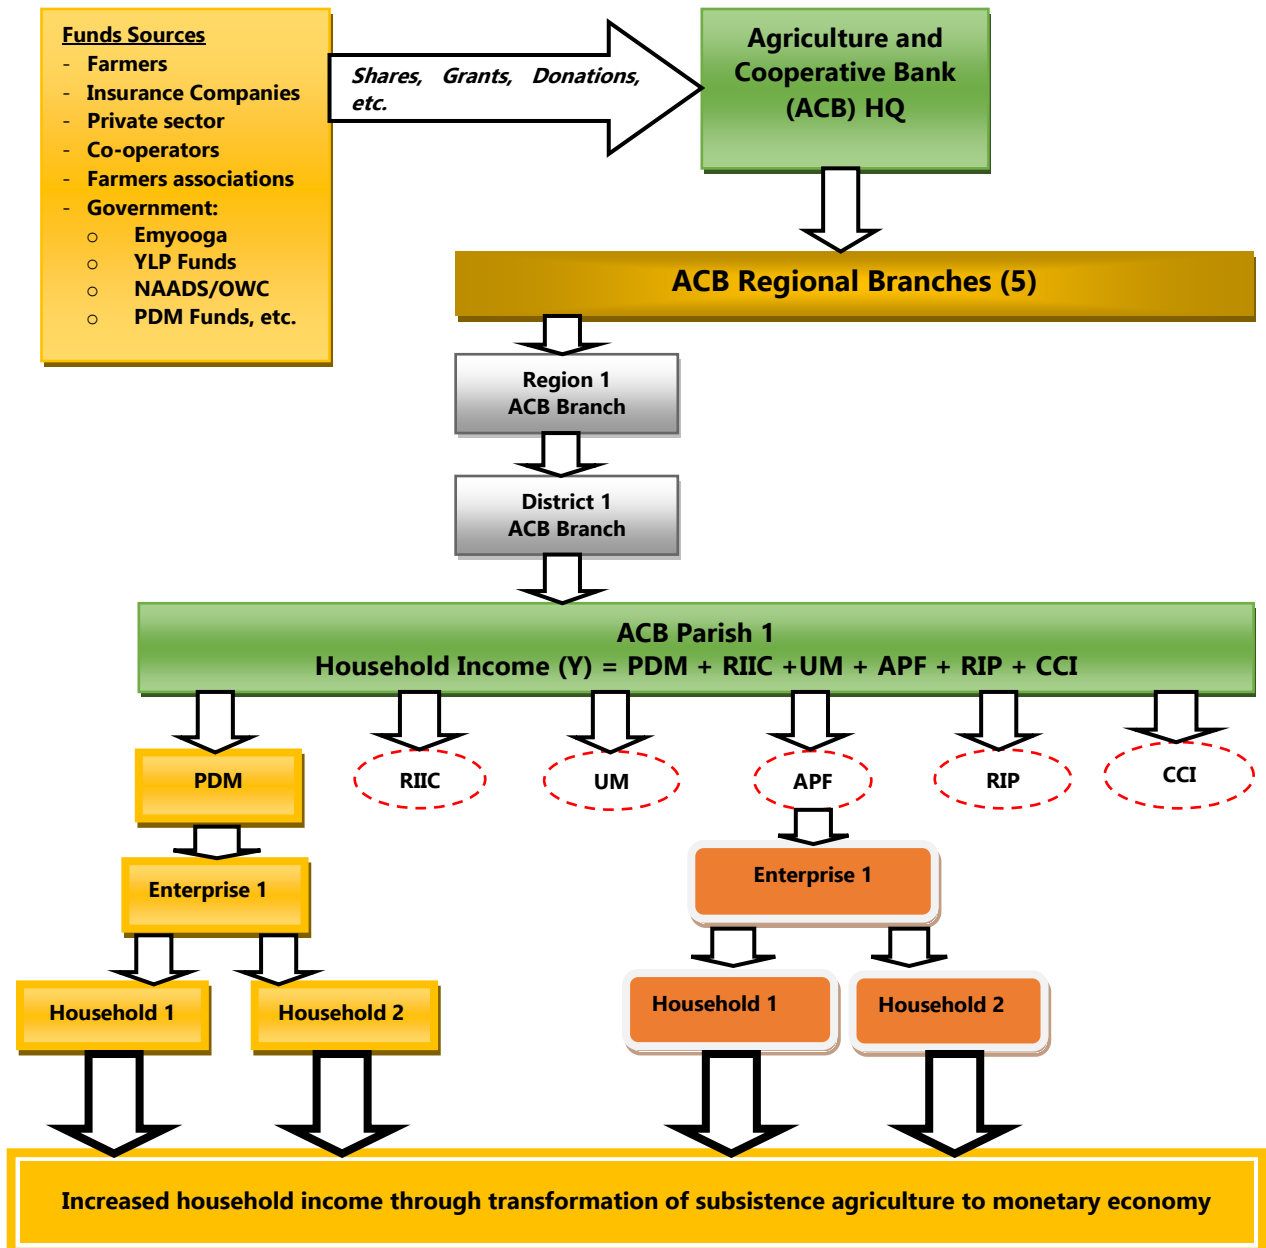 Funds Sources
- Farmers
- Insurance Companies
- Private sector
- Co-operators
- Farmers associations
- Government:
o Emyooga
o YLP Funds
o NAADS/OWC
o PDM Funds, etc.
Shares, Grants, Donations,
etc.
Agriculture and
Cooperative Bank
(ACB) HQ
ACB Regional Branches (5)
Region 1
ACB Branch
District 1
ACB Branch
ACB Parish 1
Household Income (Y) = PDM + RIIC +UM + APF + RIP + CCI
PDM
RIIC
UM
APF
RIP
CCI
Enterprise 1
Enterprise 1
Household 1
Household 2
Household 1
Household 2
Increased household income through transformation of subsistence agriculture to monetary economy